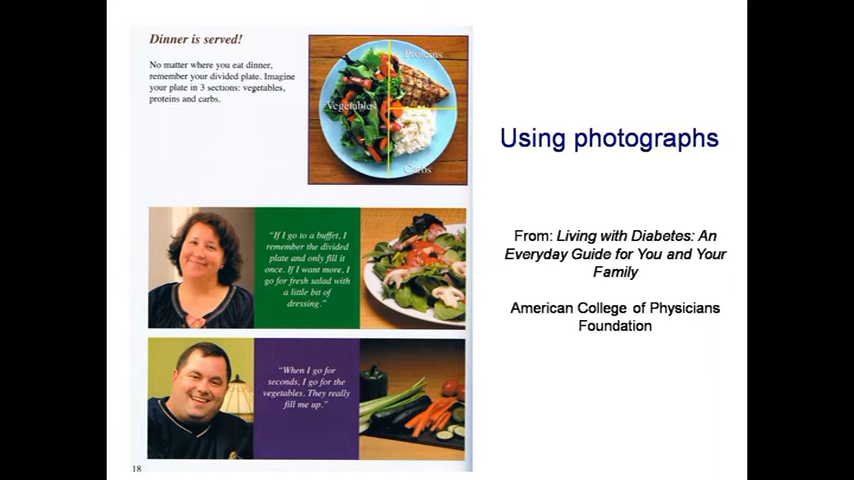 Dinner is served!
No matter where you eat dinner,
remember your divided plate. Imagine
your plate in 3 sections: vegetables,
proteins and carbs.
Proteins
Vegetables
Carbs
"If I go to a buffet, I
remember the divided
plate and only fill it
once. If I want more, I
go for fresh salad with
a little bit of
dressing."
"When I go for
seconds, I go for the
vegetables. They really
fill me up."
18
Using photographs
From: Living with Diabetes: An
Everyday Guide for You and Your
Family
American College of Physicians
Foundation